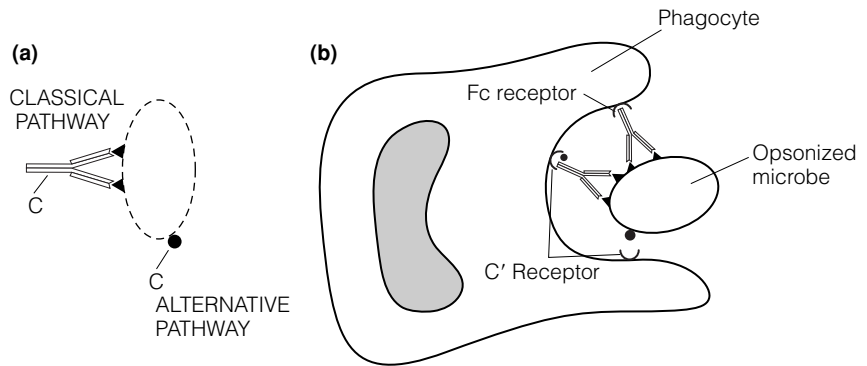 (a)
CLASSICAL
PATHWAY
C
C
ALTERNATIVE
PATHWAY
(b)
Phagocyte
Fc receptor
Opsonized
microbe
C′ Receptor